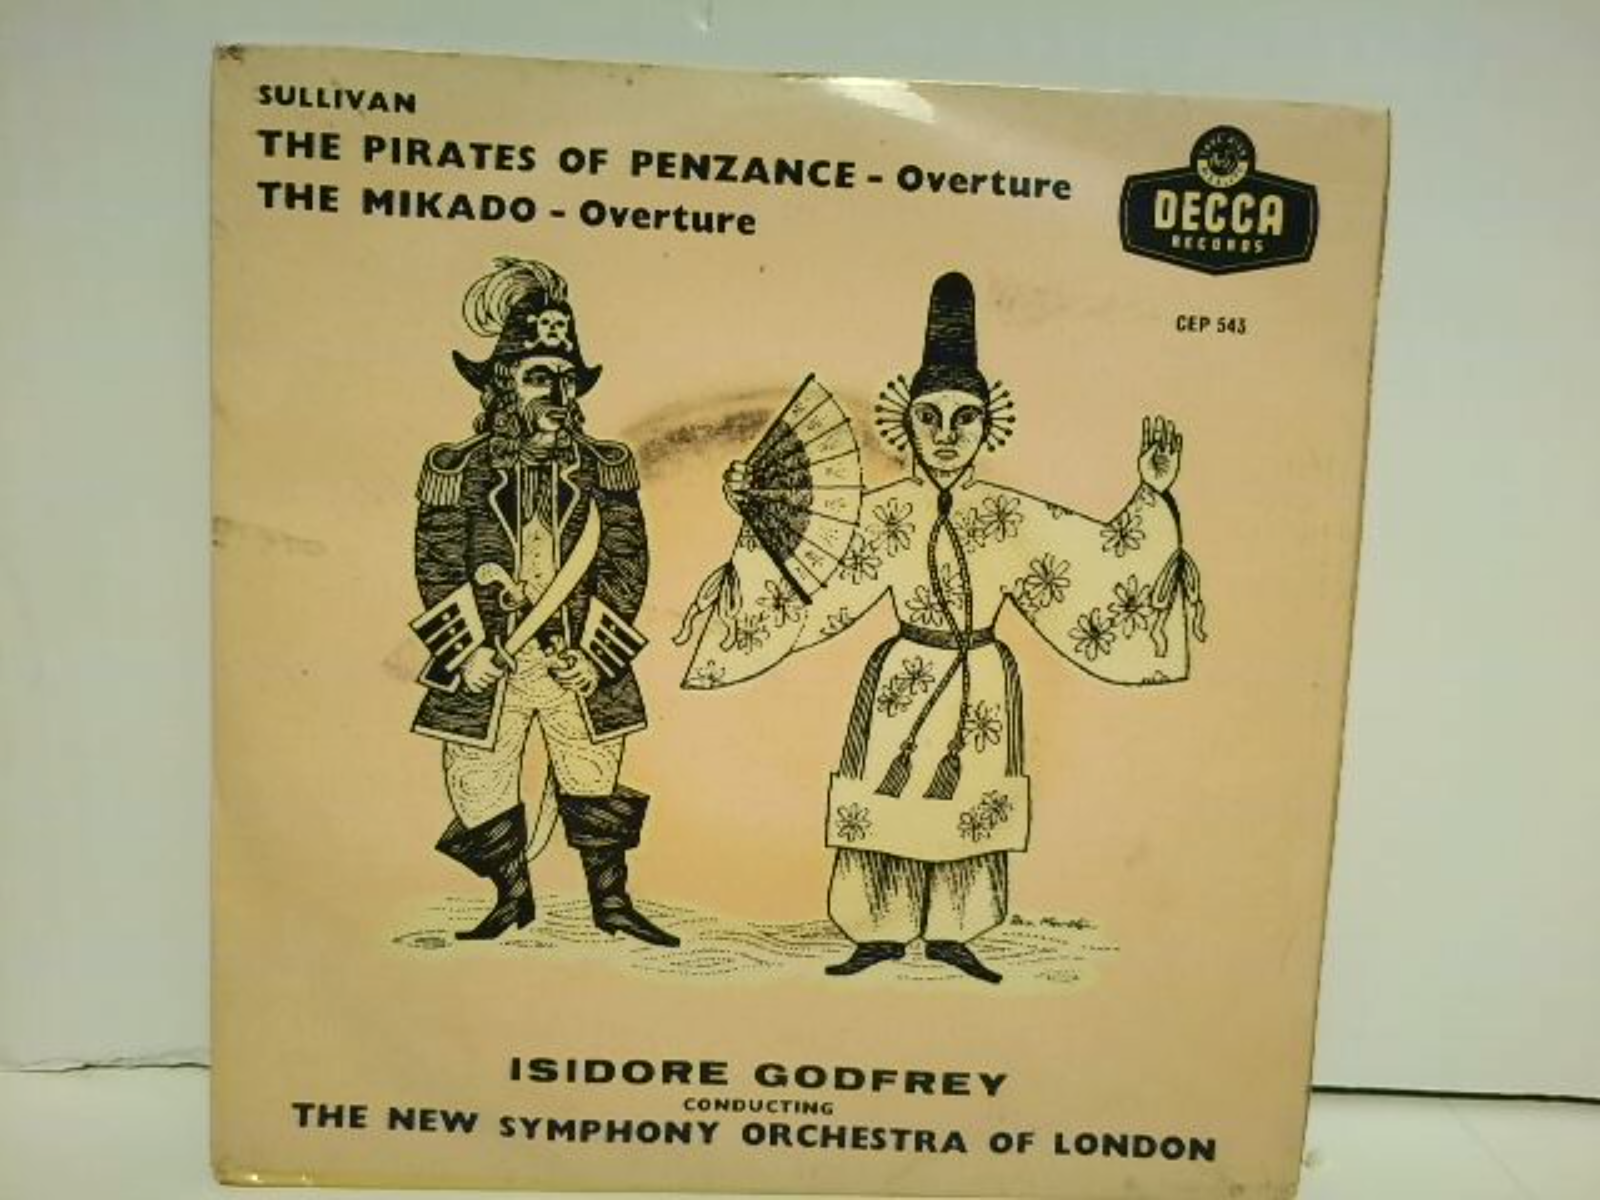 SULLIVAN
THE PIRATES OF PENZANCE - Overture
THE MIKADO - Overture
DECCA
RECORDS
CEP 543
ISIDORE GODFREY
CONDUCTING
THE NEW SYMPHONY ORCHESTRA OF LONDON